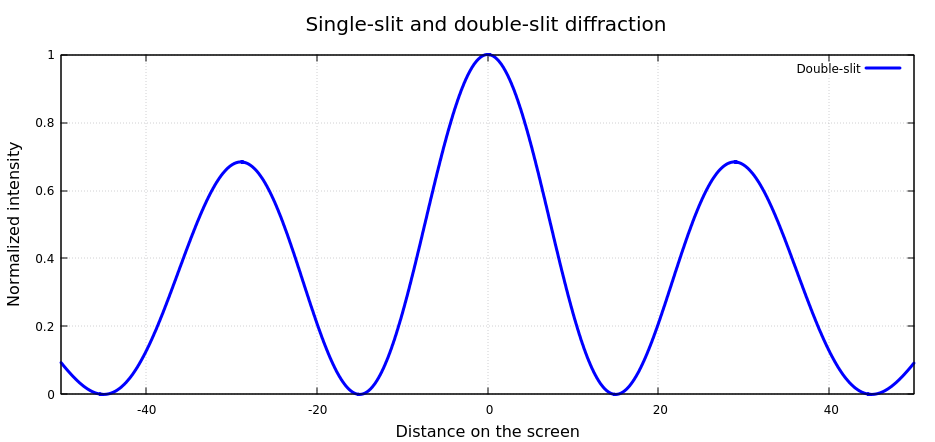 Single-slit and double-slit diffraction
Double-slit
Normalized intensity
1
0.8
0.6
0.4
0.2
0
-40 -20 0 20 40
Distance on the screen